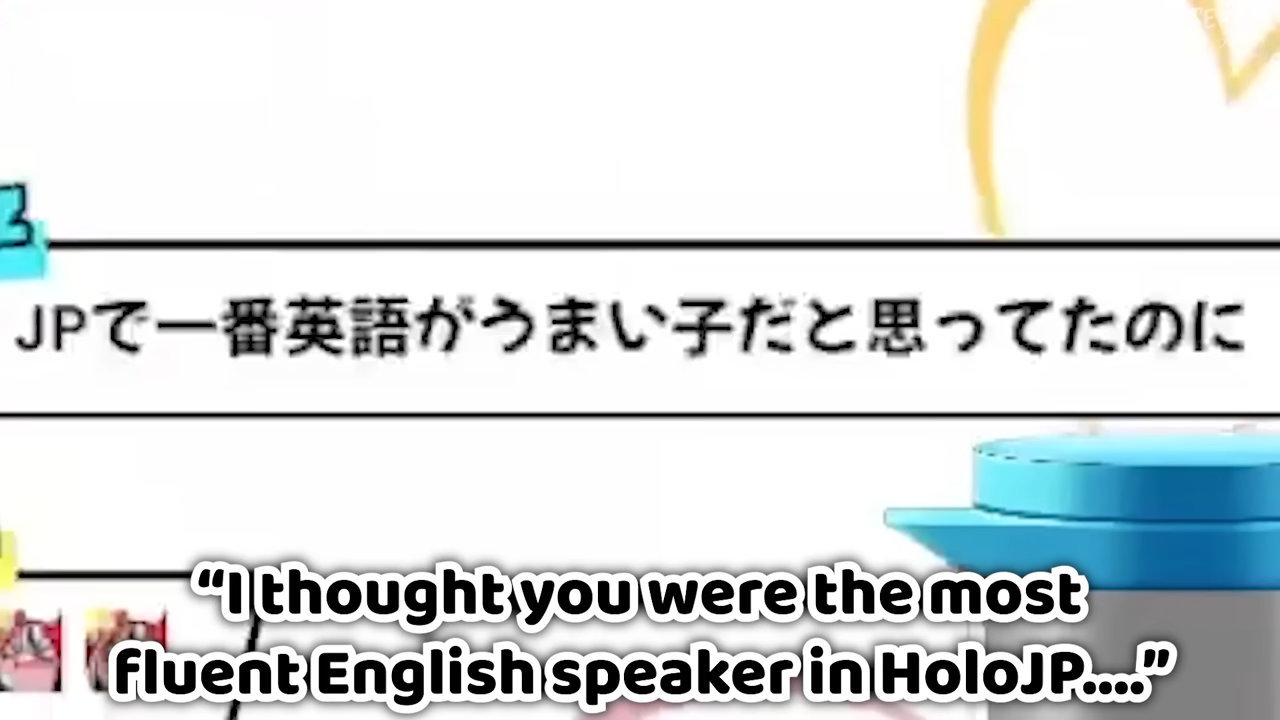 JPで一番英語がうまい子だと思ってたのに
“I thought you were the most
fluent English speaker in HoloJP....”